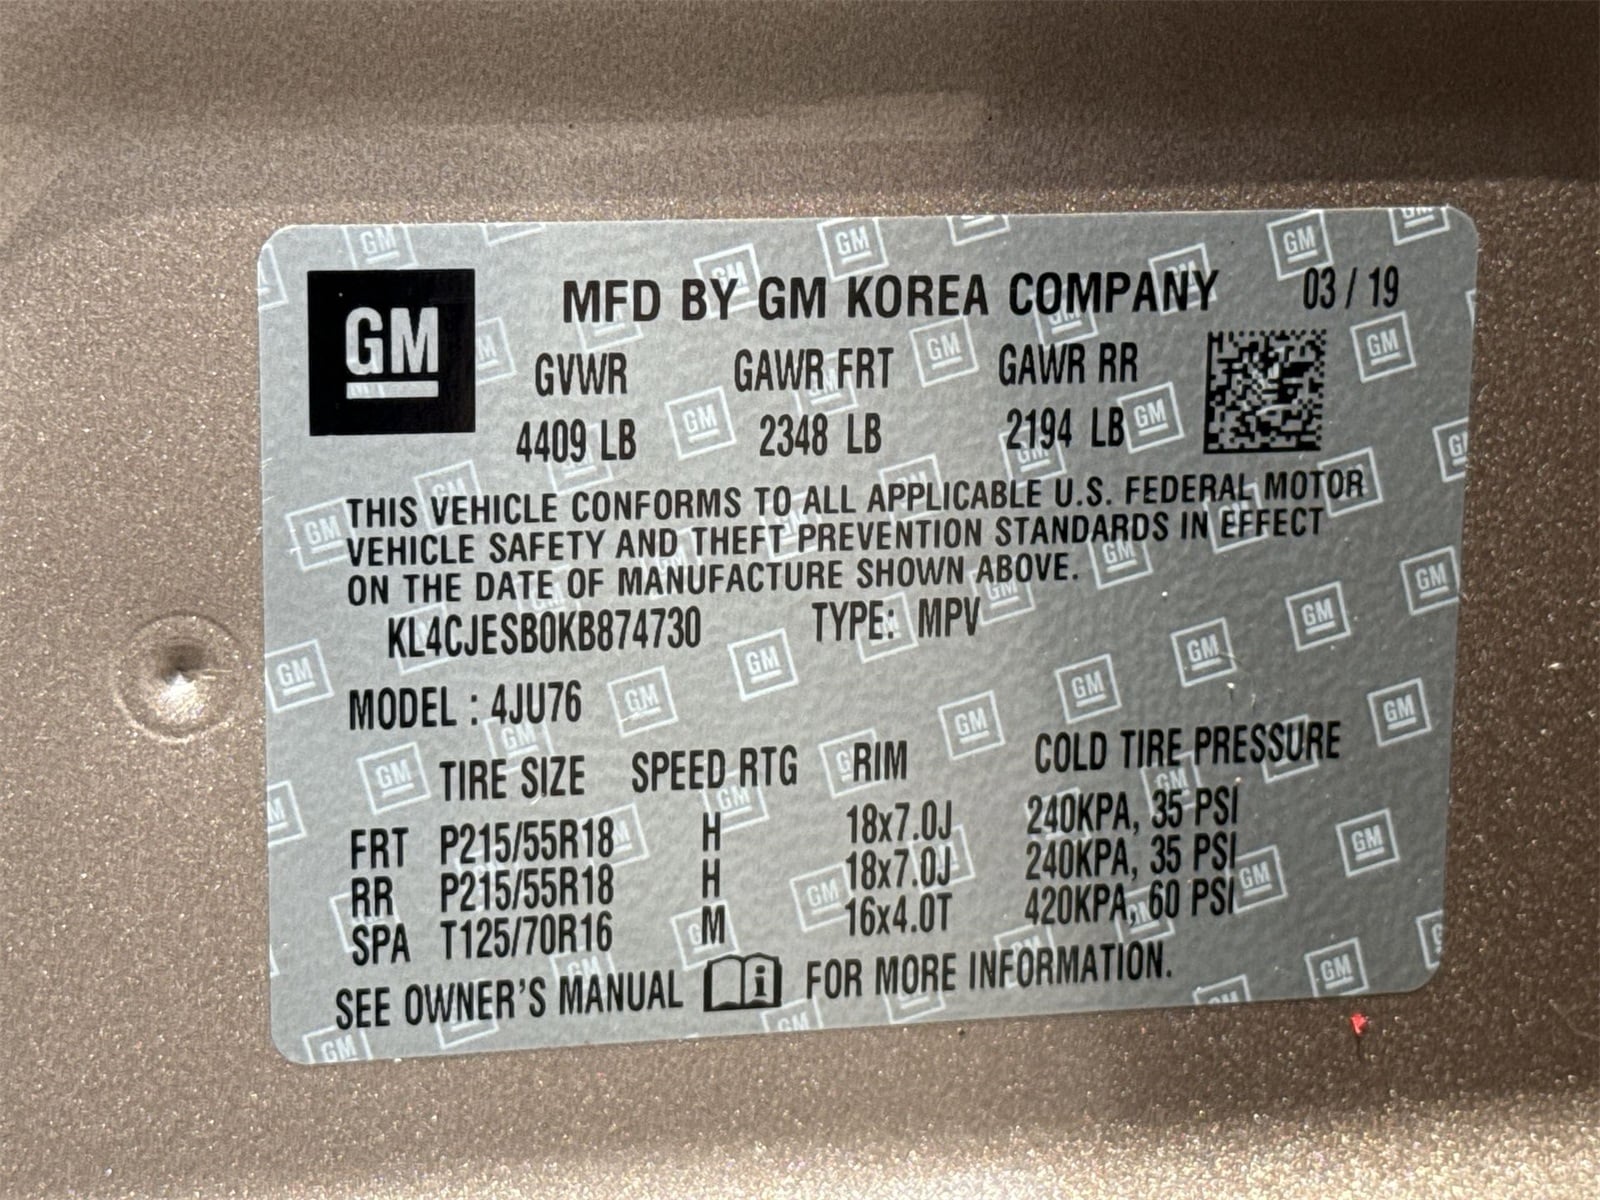 GM
MFD BY GM KOREA COMPANY 03 / 19
GVWR GAWR FRT GAWR RR
4409 LB 2348 LB 2194 LB
THIS VEHICLE CONFORMS TO ALL APPLICABLE U.S. FEDERAL MOTOR
VEHICLE SAFETY AND THEFT PREVENTION STANDARDS IN EFFECT
ON THE DATE OF MANUFACTURE SHOWN ABOVE.
KL4CJESB0KB874730 TYPE: MPV
MODEL : 4JU76
TIRE SIZE SPEED RTG RIM COLD TIRE PRESSURE
FRT P215/55R18 H 18x7.0J 240KPA, 35 PSI
RR P215/55R18 H 18x7.0J 240KPA, 35 PSI
SPA T125/70R16 M 16x4.0T 420KPA, 60 PSI
SEE OWNER'S MANUAL i FOR MORE INFORMATION.